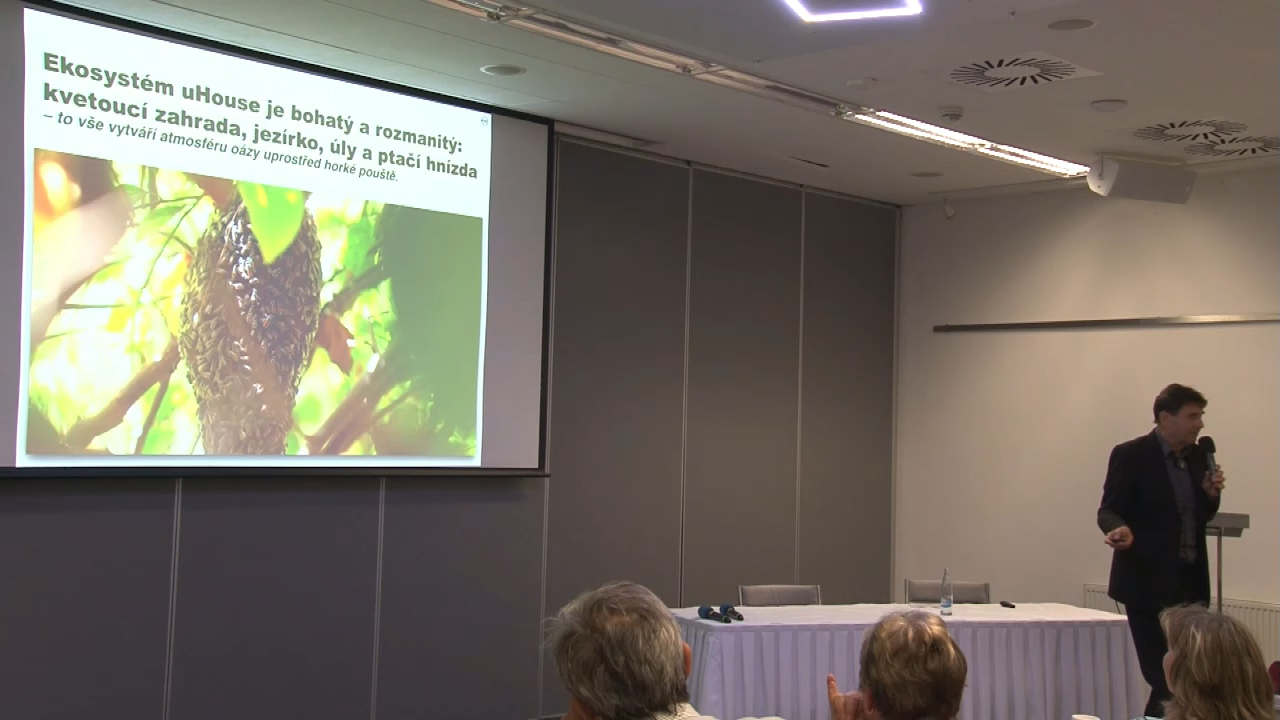 Ekosystém uHouse je bohatý a rozmanitý:
kvetoucí zahrada, jezírko, úly a ptačí hnízda
– to vše vytváří atmosféru oázy uprostřed horké pouště.